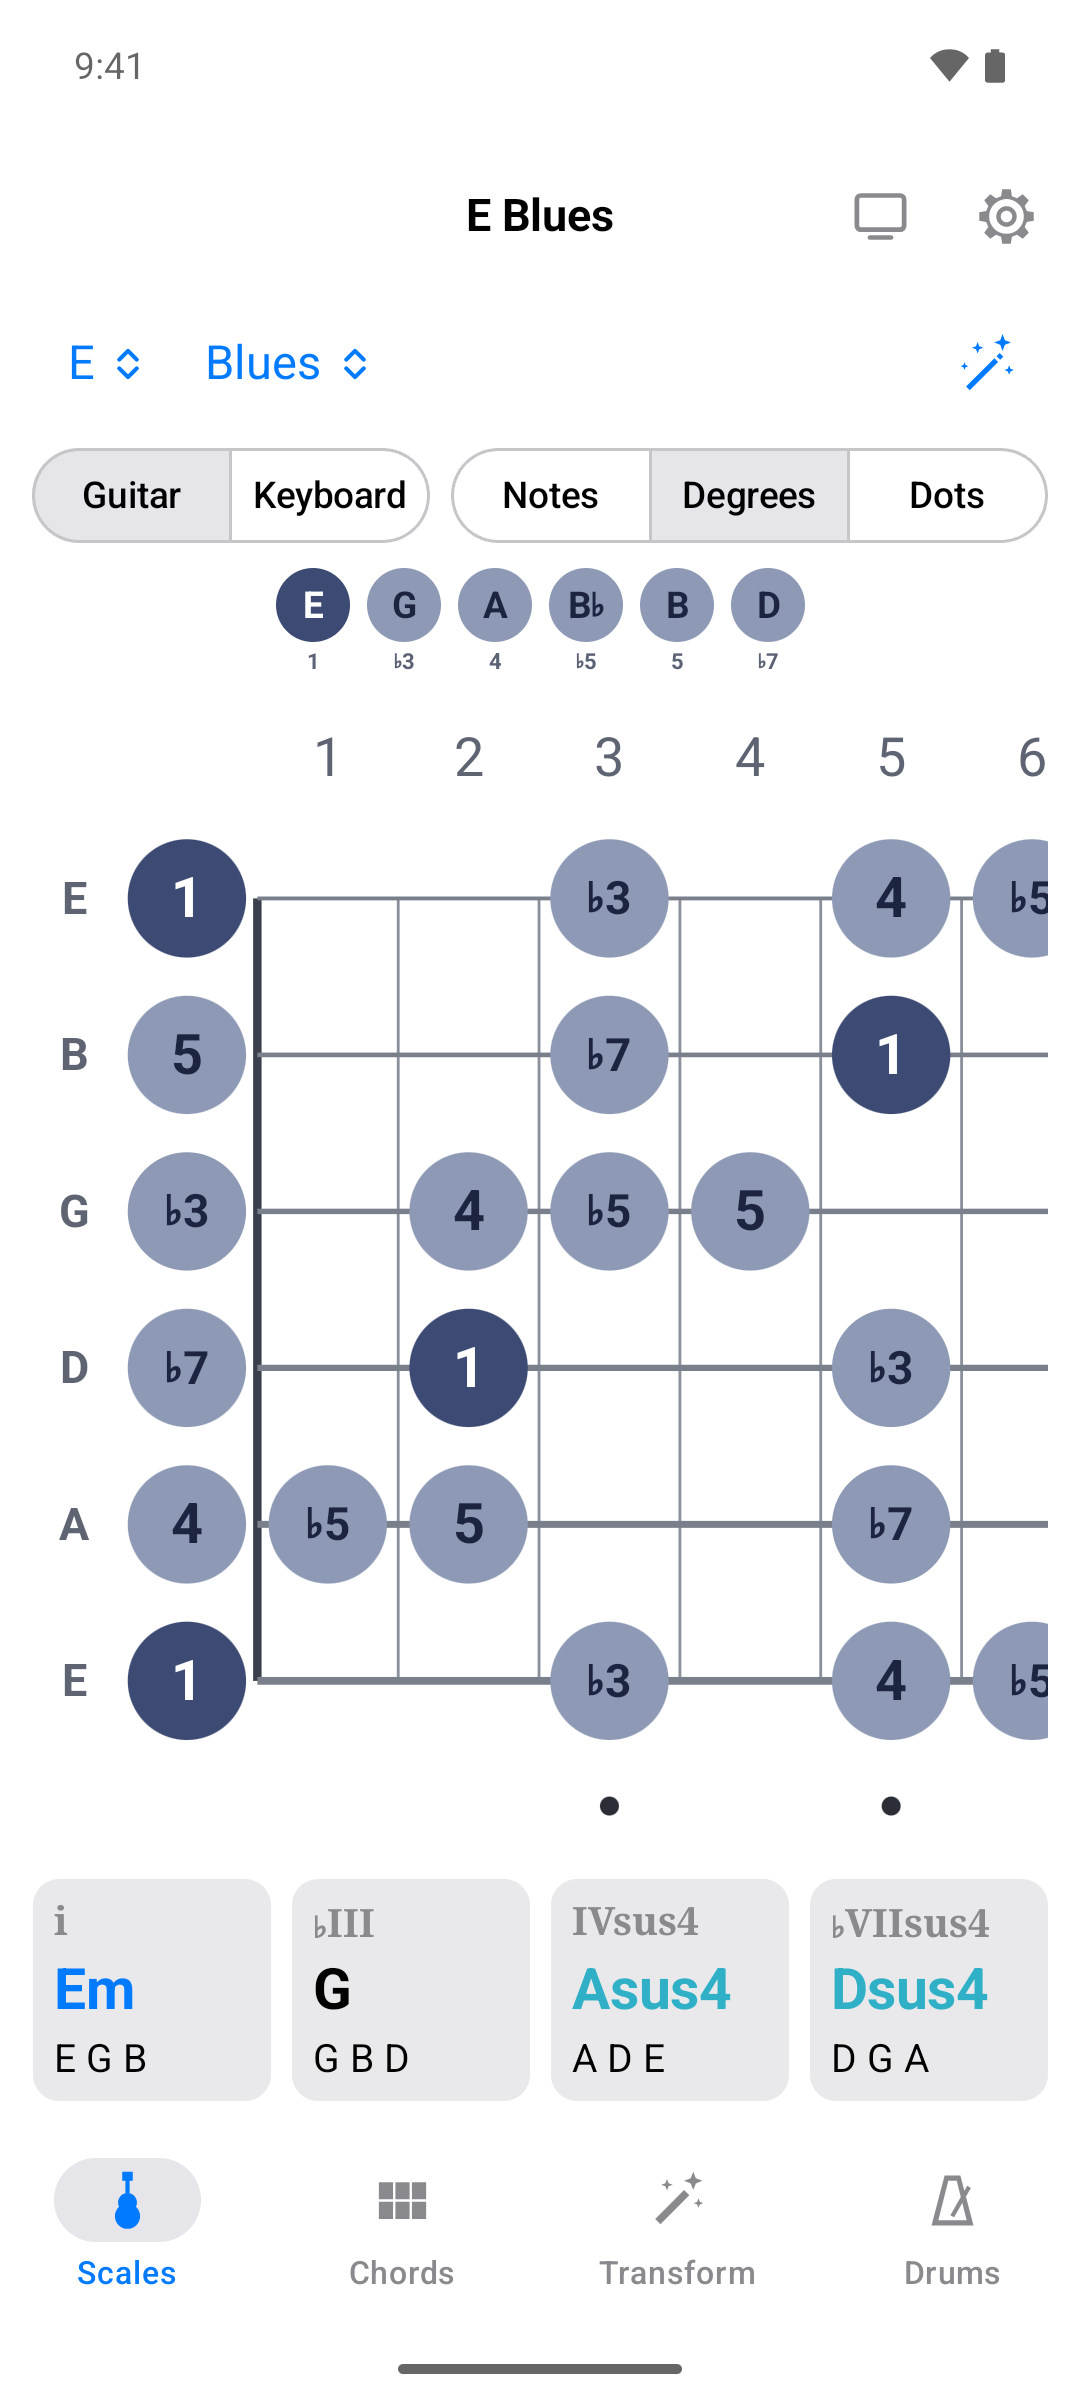 9:41
E Blues
E Blues
Guitar Keyboard Notes Degrees Dots
E G A B♭ B D
1 ♭3 4 ♭5 5 ♭7
1 2 3 4 5 6
E 1 ♭3 4 ♭5
B 5 ♭7 1
G ♭3 4 ♭5 5
D ♭7 1 ♭3
A 4 ♭5 5 ♭7
E 1 ♭3 4 ♭5
i ♭III IVsus4 ♭VIIsus4
Em G Asus4 Dsus4
E G B G B D A D E D G A
Scales Chords Transform Drums